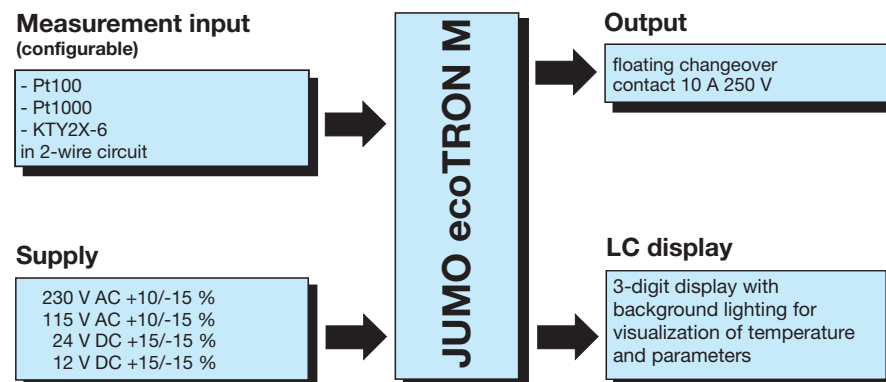 Measurement input
(configurable)
- Pt100
- Pt1000
- KTY2X-6
in 2-wire circuit
Supply
230 V AC +10/-15 %
115 V AC +10/-15 %
24 V DC +15/-15 %
12 V DC +15/-15 %
JUMO ecoTRON M
Output
floating changeover
contact 10 A 250 V
LC display
3-digit display with
background lighting for
visualization of temperature
and parameters